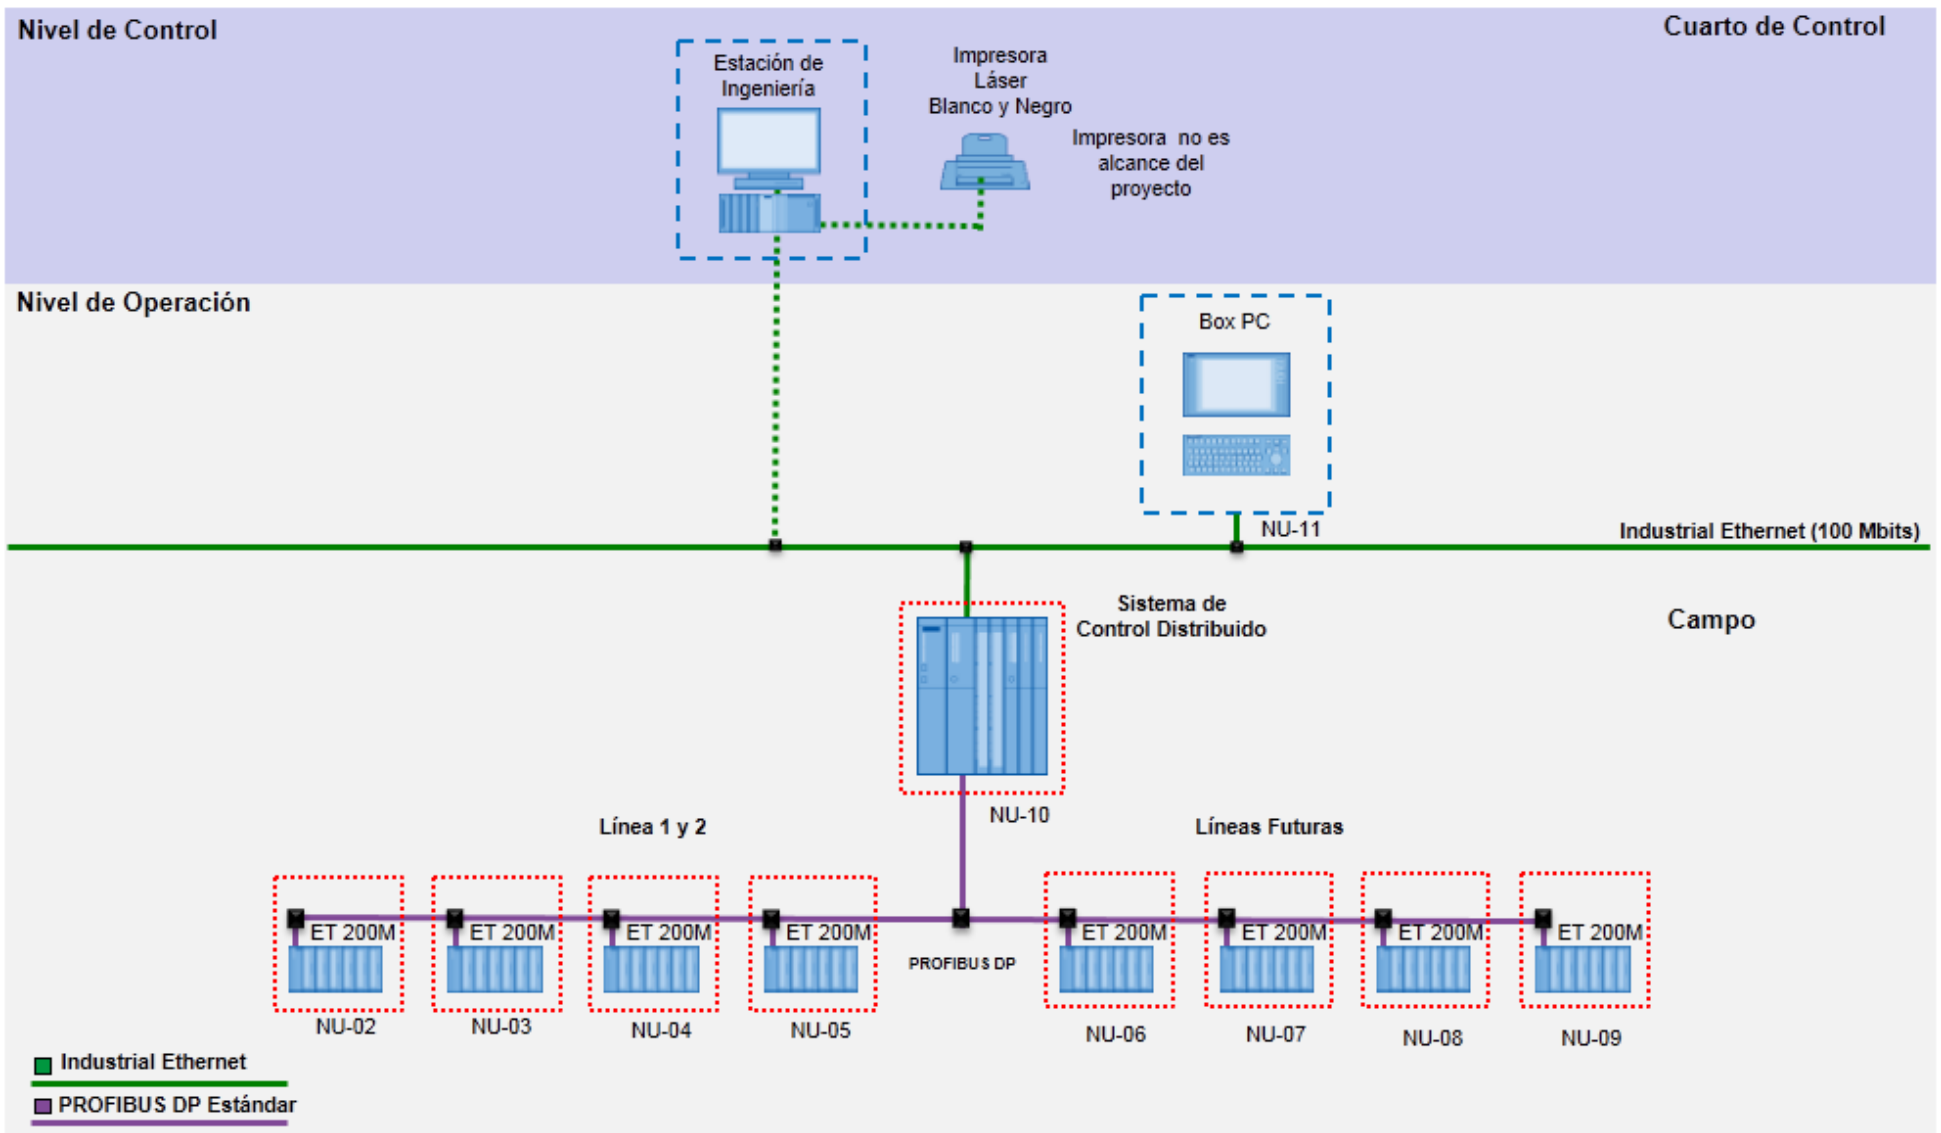 Nivel de Control
Cuarto de Control
Estación de
Ingeniería
Impresora
Láser
Blanco y Negro
Impresora no es
alcance del
proyecto
Nivel de Operación
Box PC
NU-11
Industrial Ethernet (100 Mbits)
Sistema de
Control Distribuido
Campo
NU-10
Línea 1 y 2
Líneas Futuras
ET 200M
ET 200M
ET 200M
ET 200M
ET 200M
ET 200M
ET 200M
ET 200M
PROFIBUS DP
NU-02
NU-03
NU-04
NU-05
NU-06
NU-07
NU-08
NU-09
Industrial Ethernet
PROFIBUS DP Estándar